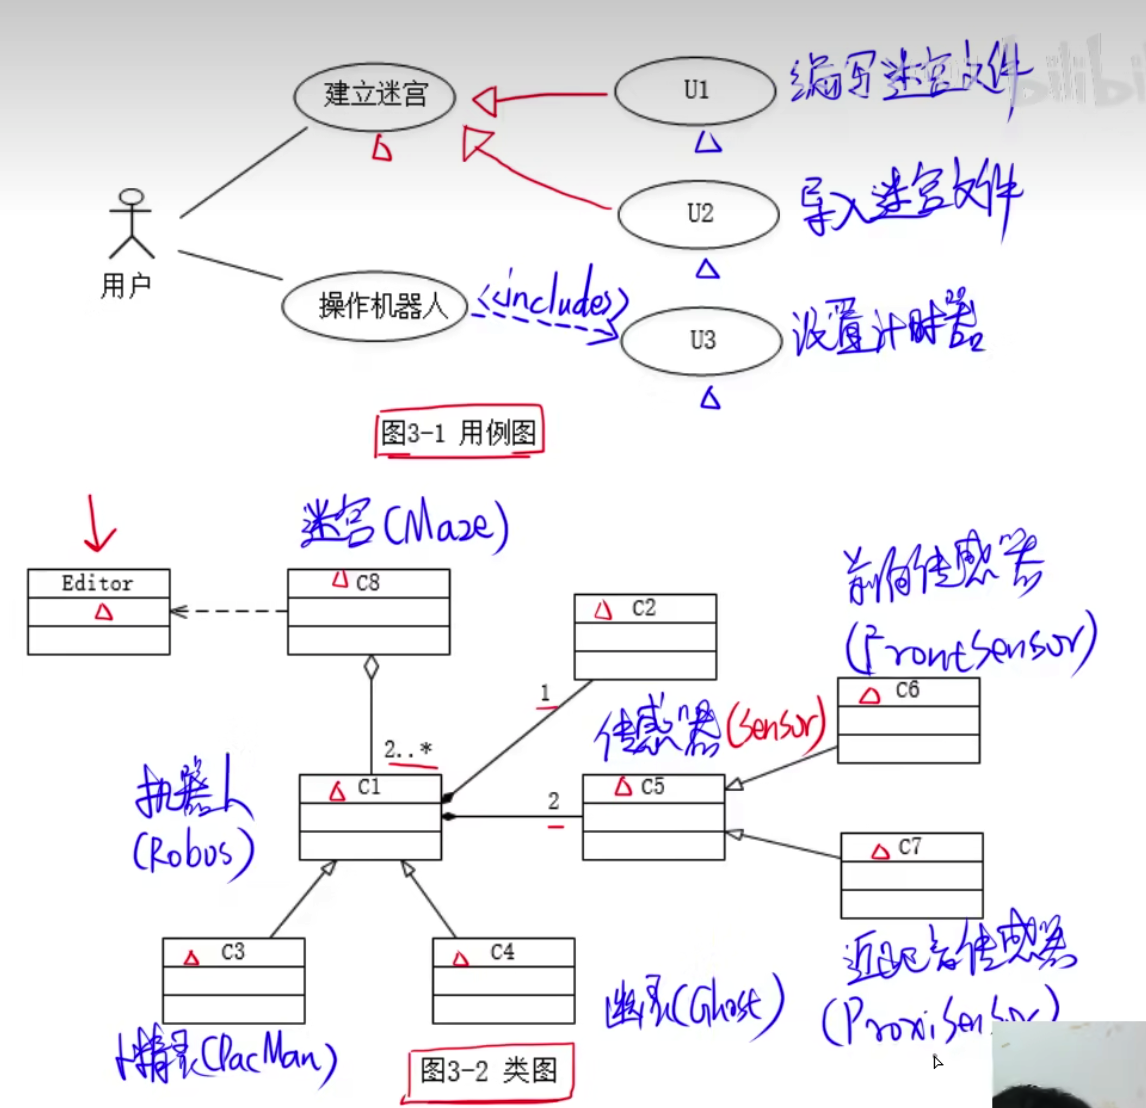 建立迷宫
U1
编写迷宫文件
bilibi
U2
导入迷宫文件
用户
操作机器人
<<includes>>
U3
设置计时器
图3-1 用例图
迷宫(Maze)
Editor
C8
C2
前向传感器
(FrontSensor)
1
传感器(Sensor)
C6
2..*
机器人
(Robus)
C1
2
C5
C7
C3
C4
近距离传感器
(ProxiSensor)
幽灵(Ghost)
小精灵(PacMan)
图3-2 类图